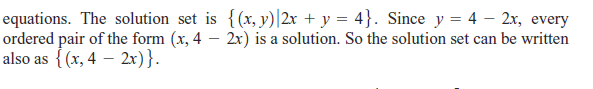 equations. The solution set is {(x, y)|2x + y = 4}. Since y = 4 − 2x, every
ordered pair of the form (x, 4 − 2x) is a solution. So the solution set can be written
also as {(x, 4 − 2x)}.